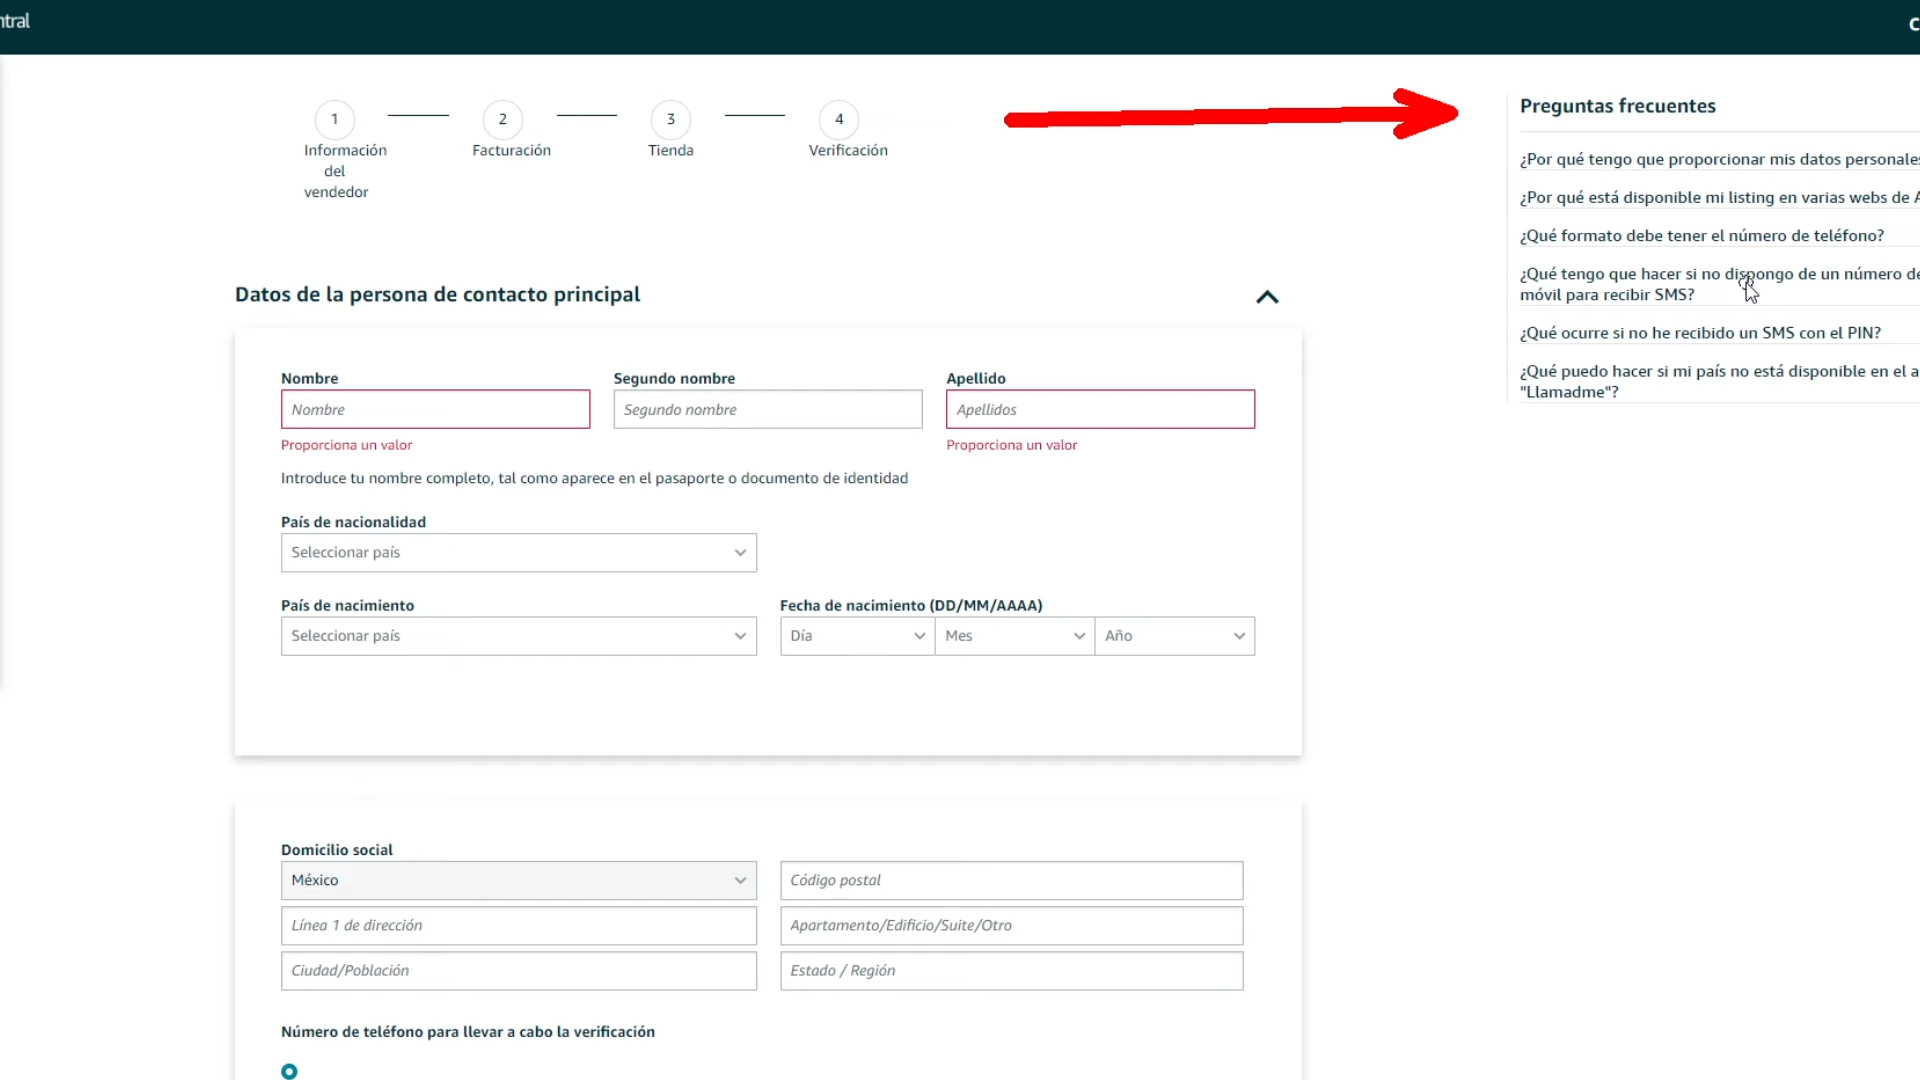 1
2
3
4
Información
del
vendedor
Facturación
Tienda
Verificación
Preguntas frecuentes
¿Por qué tengo que proporcionar mis datos personales
¿Por qué está disponible mi listing en varias webs de A
¿Qué formato debe tener el número de teléfono?
¿Qué tengo que hacer si no dispongo de un número de
móvil para recibir SMS?
¿Qué ocurre si no he recibido un SMS con el PIN?
¿Qué puedo hacer si mi país no está disponible en el a
"Llamadme"?
Datos de la persona de contacto principal
Nombre
Segundo nombre
Apellido
Nombre
Segundo nombre
Apellidos
Proporciona un valor
Proporciona un valor
Introduce tu nombre completo, tal como aparece en el pasaporte o documento de identidad
País de nacionalidad
Seleccionar país
País de nacimiento
Fecha de nacimiento (DD/MM/AAAA)
Seleccionar país
Día
Mes
Año
Domicilio social
México
Código postal
Línea 1 de dirección
Apartamento/Edificio/Suite/Otro
Ciudad/Población
Estado / Región
Número de teléfono para llevar a cabo la verificación